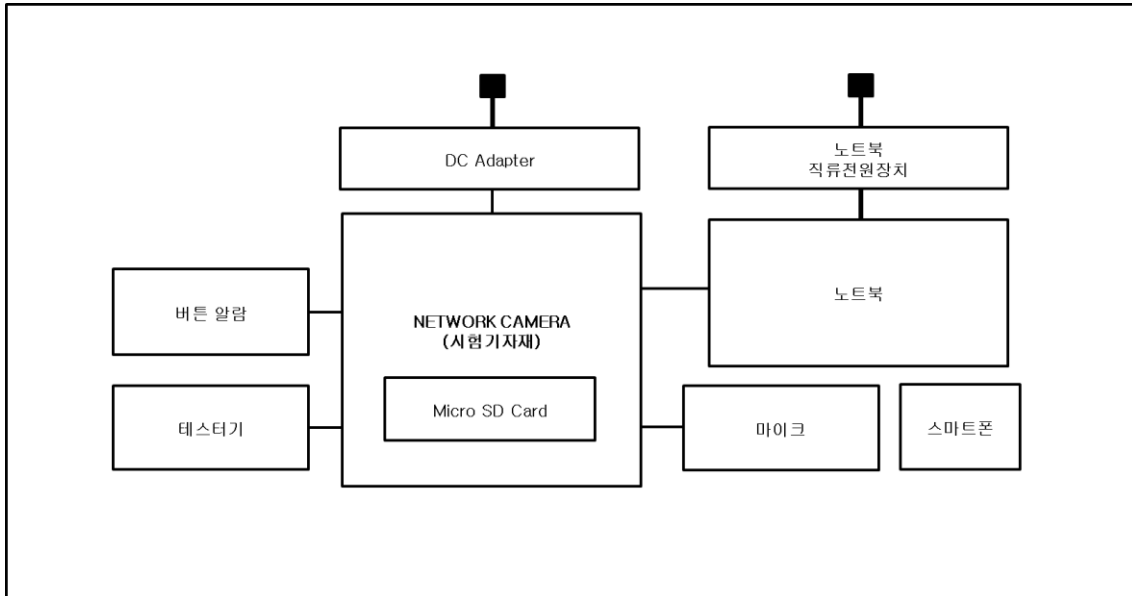 DC Adapter
노트북
직류전원장치
버튼 알람
NETWORK CAMERA
(시험기자재)
노트북
테스터기
Micro SD Card
마이크
스마트폰